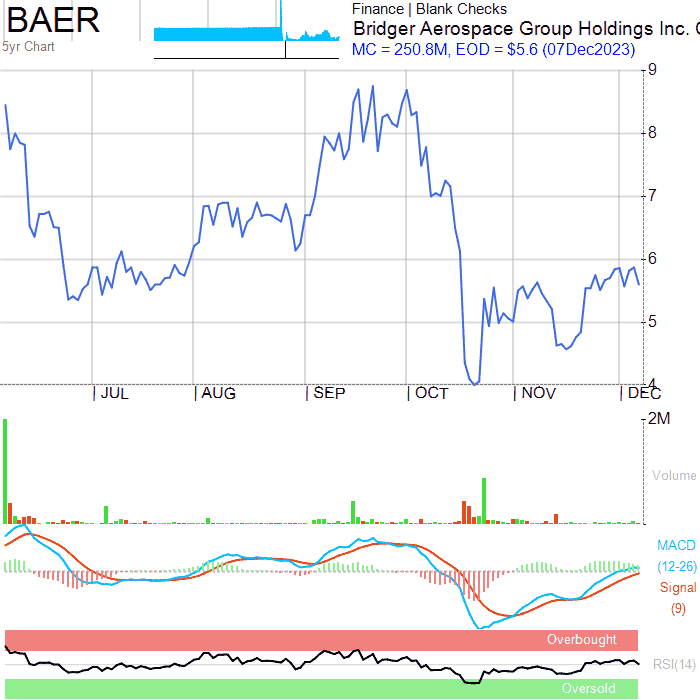 BAER
5yr Chart
Finance | Blank Checks
Bridger Aerospace Group Holdings Inc. C
MC = 250.8M, EOD = $5.6 (07Dec2023)
9
8
7
6
5
4
JUL
AUG
SEP
OCT
NOV
DEC
2M
Volume
MACD
(12-26)
Signal
(9)
Overbought
RSI(14)
Oversold